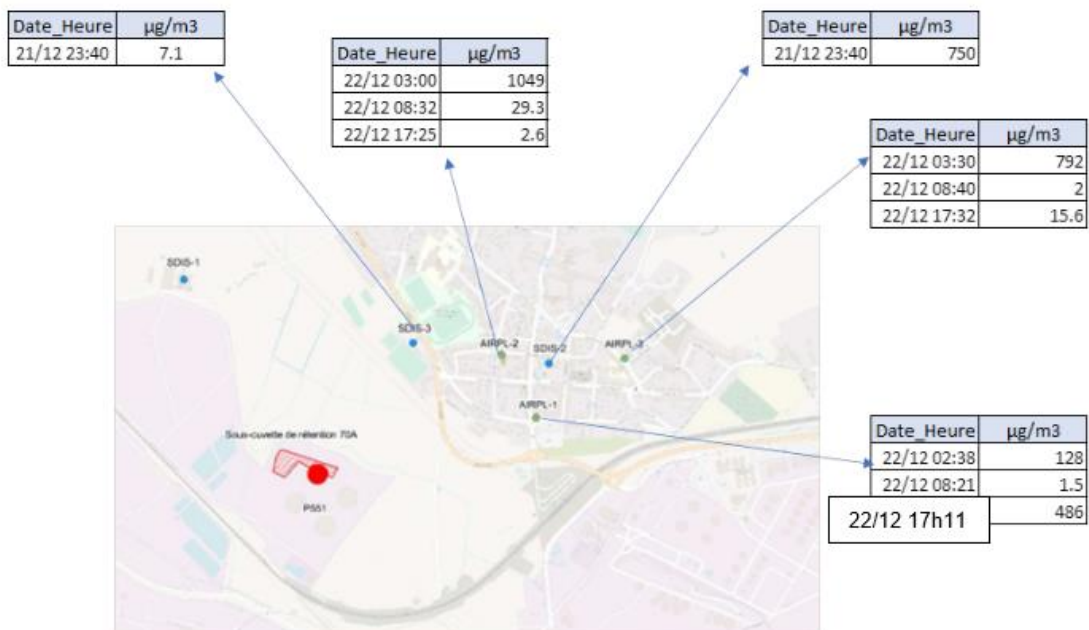 Date_Heure µg/m3
21/12 23:40 7.1
Date_Heure µg/m3
22/12 03:00 1049
22/12 08:32 29.3
22/12 17:25 2.6
Date_Heure µg/m3
21/12 23:40 750
Date_Heure µg/m3
22/12 03:30 792
22/12 08:40 2
22/12 17:32 15.6
SDIS-1
SDIS-3
AIRPL-2
SDIS-2
AIRPL-3
AIRPL-1
Sous-cuvette de rétention 70A
P551
Date_Heure µg/m3
22/12 02:38 128
22/12 08:21 1.5
22/12 17h11 486